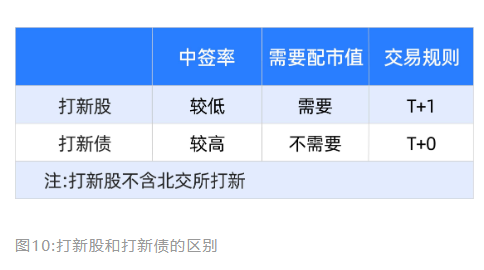 中签率 需要配市值 交易规则
打新股 较低 需要 T+1
打新债 较高 不需要 T+0
注:打新股不含北交所打新
图10:打新股和打新债的区别